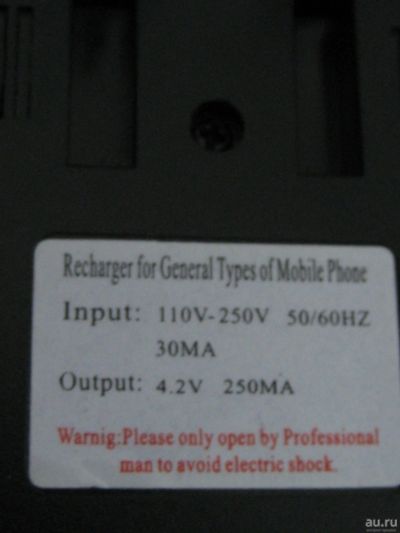 Recharger for General Types of Mobile Phone
Input: 110V-250V 50/60HZ
30MA
Output: 4.2V 250MA
Warnig:Please only open by Professional
man to avoid electric shock.
au.ru